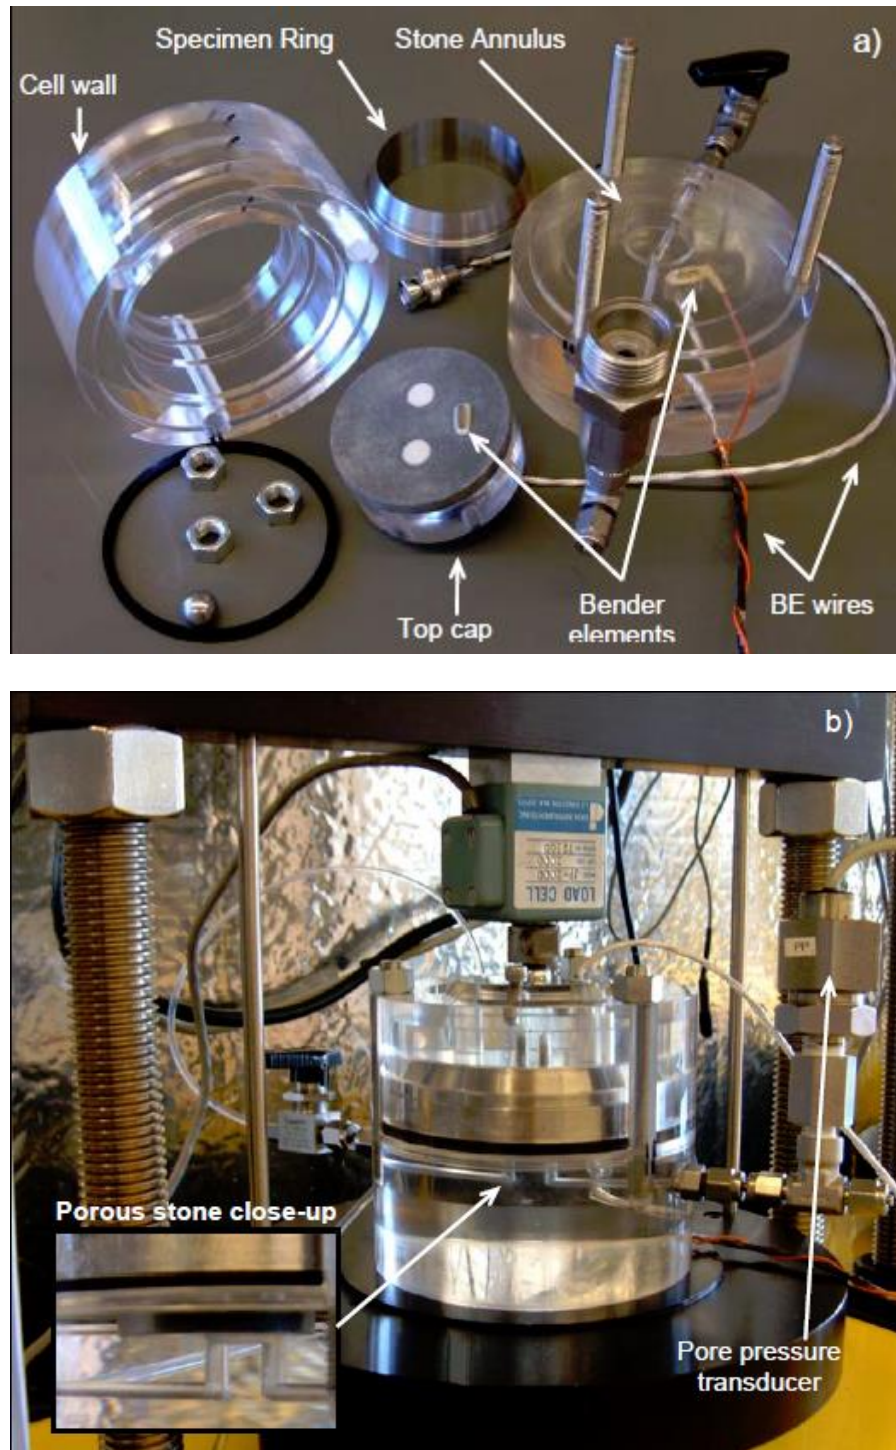 Specimen Ring
Stone Annulus
a)
Cell wall
Top cap
Bender
elements
BE wires
b)
LOAD CELL
PP
Porous stone close-up
Pore pressure
transducer